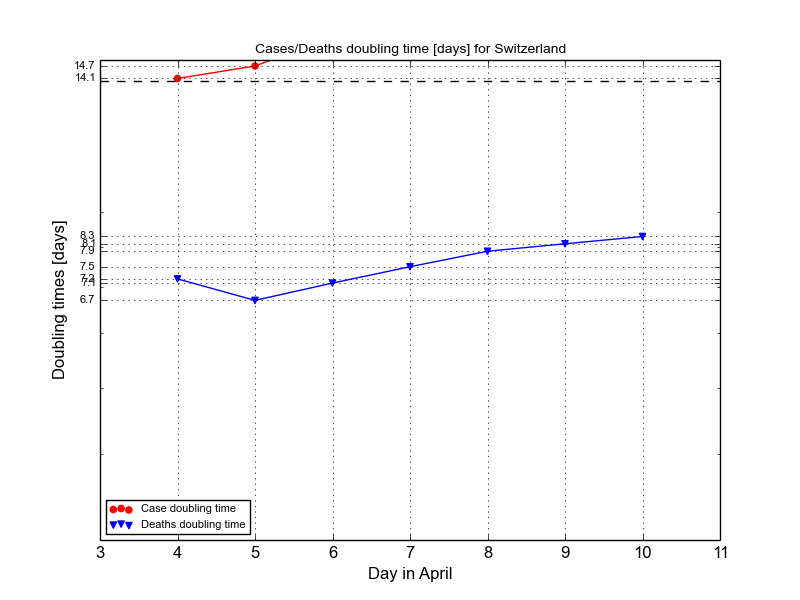 Cases/Deaths doubling time [days] for Switzerland
14.7
14.1
8.3
8.1
7.9
7.5
7.2
7.1
6.7
Doubling times [days]
Case doubling time
Deaths doubling time
3 4 5 6 7 8 9 10 11
Day in April